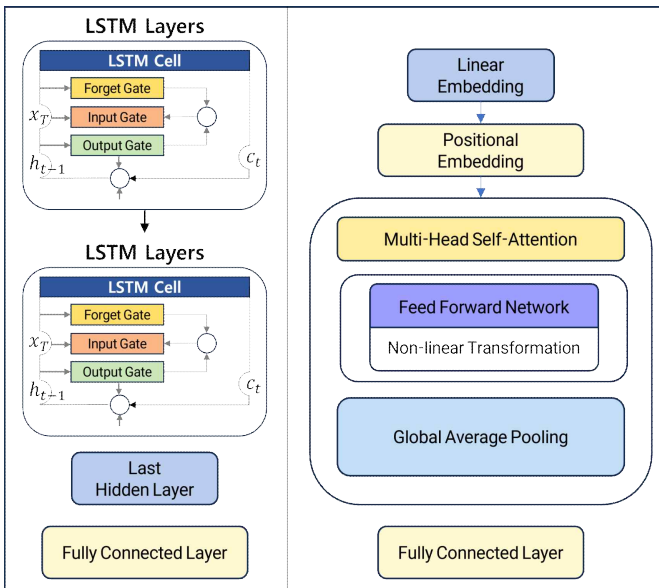 LSTM Layers
LSTM Cell
Forget Gate
x_T
Input Gate
Output Gate
h_{t-1}
c_t
LSTM Layers
LSTM Cell
Forget Gate
x_T
Input Gate
Output Gate
h_{t-1}
c_t
Last
Hidden Layer
Fully Connected Layer
Linear
Embedding
Positional
Embedding
Multi-Head Self-Attention
Feed Forward Network
Non-linear Transformation
Global Average Pooling
Fully Connected Layer